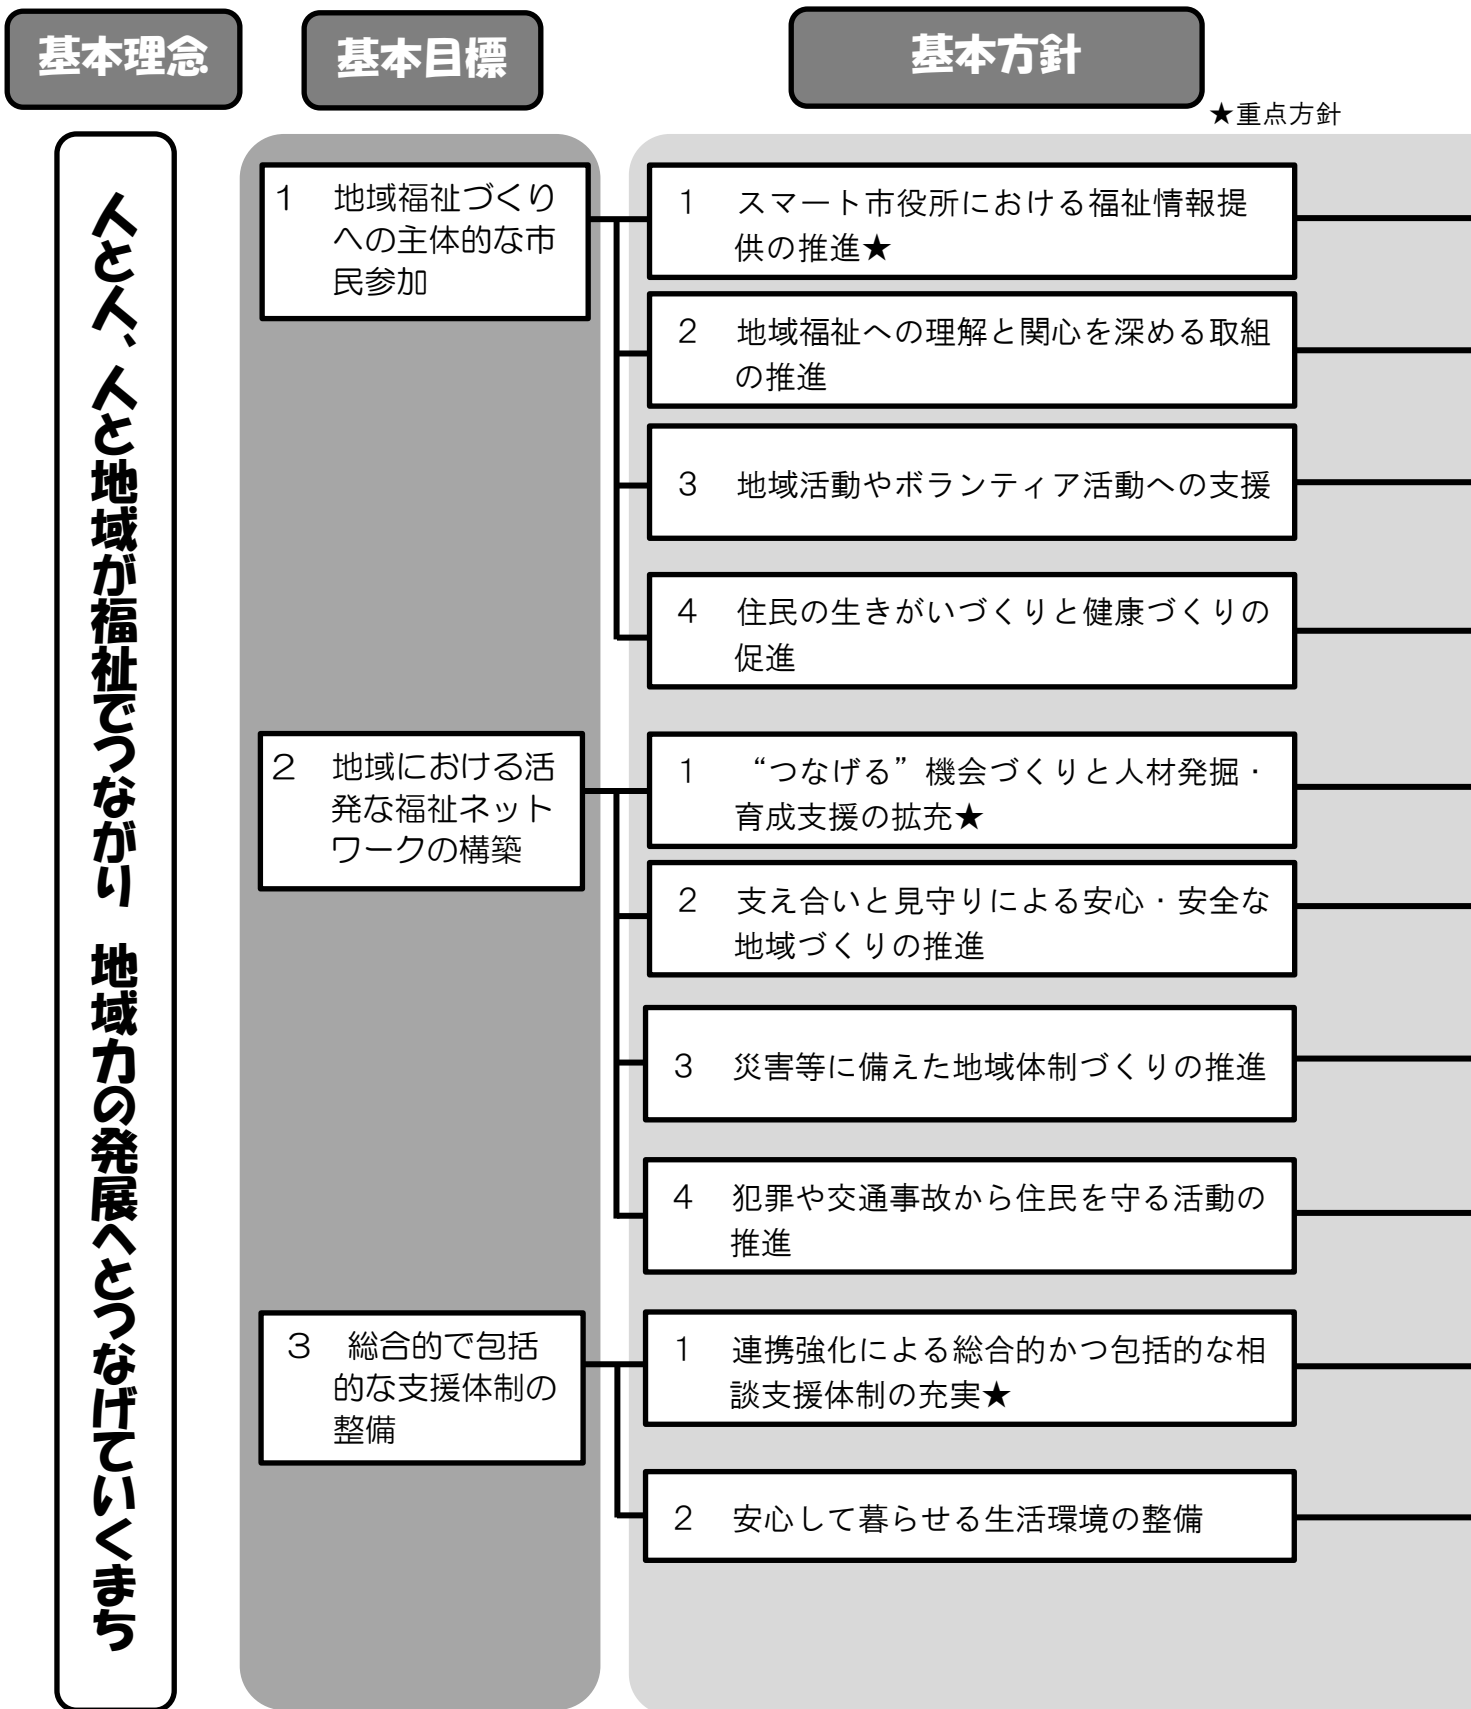 基本理念
基本目標
基本方針
★重点方針
人と人、人と地域が福祉でつながり　地域力の発展へとつなげていくまち
１　地域福祉づくり
への主体的な市
民参加
１　スマート市役所における福祉情報提
供の推進★
２　地域福祉への理解と関心を深める取組
の推進
３　地域活動やボランティア活動への支援
４　住民の生きがいづくりと健康づくりの
促進
２　地域における活
発な福祉ネット
ワークの構築
１　“つなげる”機会づくりと人材発掘・
育成支援の拡充★
２　支え合いと見守りによる安心・安全な
地域づくりの推進
３　災害等に備えた地域体制づくりの推進
４　犯罪や交通事故から住民を守る活動の
推進
３　総合的で包括
的な支援体制の
整備
１　連携強化による総合的かつ包括的な相
談支援体制の充実★
２　安心して暮らせる生活環境の整備